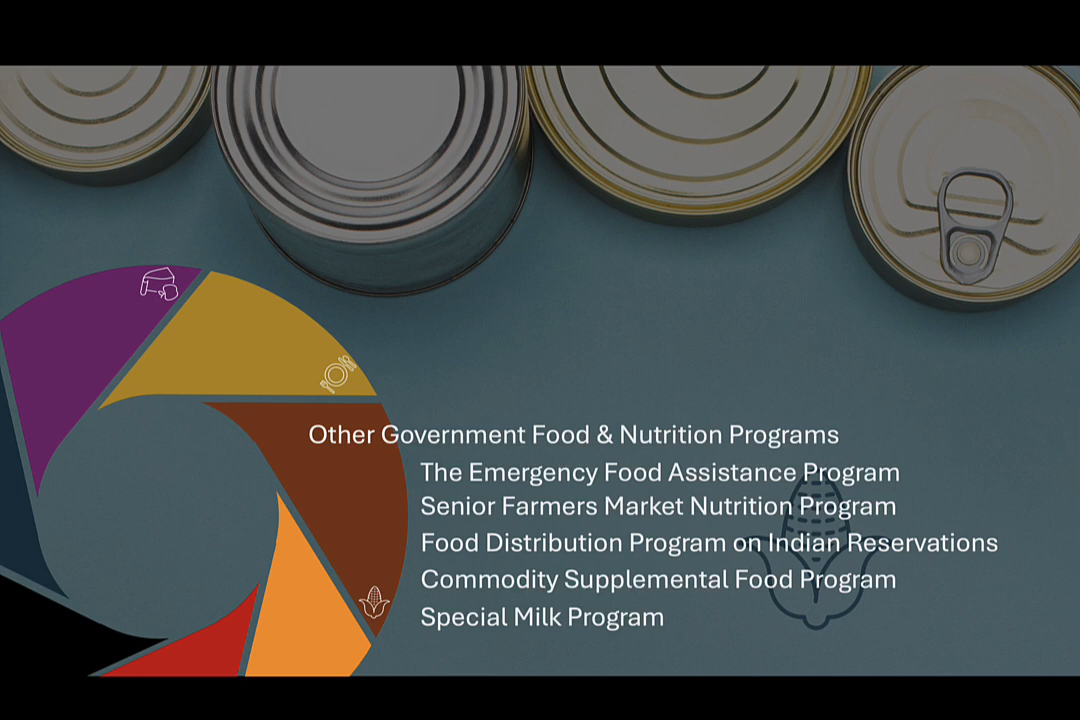 Other Government Food & Nutrition Programs
The Emergency Food Assistance Program
Senior Farmers Market Nutrition Program
Food Distribution Program on Indian Reservations
Commodity Supplemental Food Program
Special Milk Program